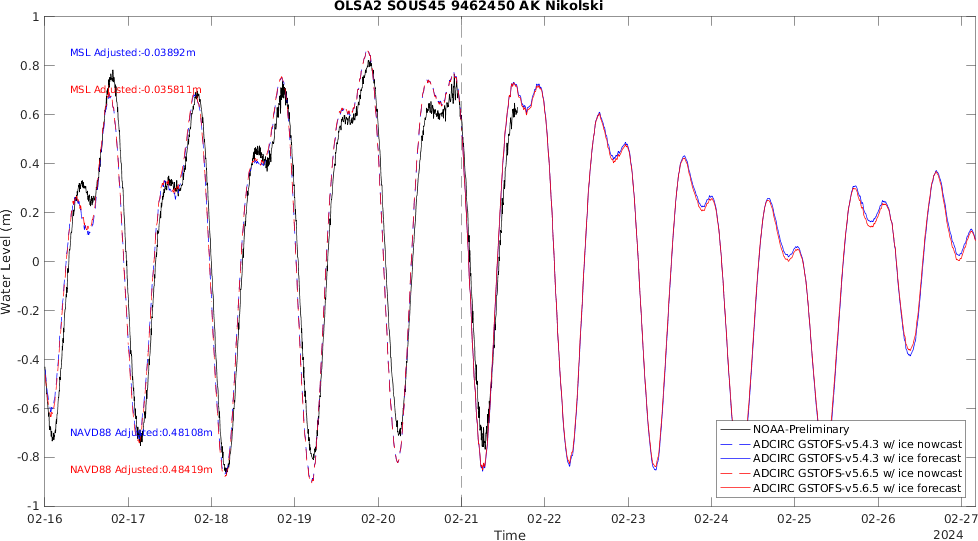 OLSA2 SOUS45 9462450 AK Nikolski
1
0.8
0.6
0.4
0.2
0
-0.2
-0.4
-0.6
-0.8
-1
Water Level (m)
MSL Adjusted:-0.03892m
MSL Adjusted:-0.035811m
NAVD88 Adjusted:0.48108m
NAVD88 Adjusted:0.48419m
NOAA-Preliminary
ADCIRC GSTOFS-v5.4.3 w/ ice nowcast
ADCIRC GSTOFS-v5.4.3 w/ ice forecast
ADCIRC GSTOFS-v5.6.5 w/ ice nowcast
ADCIRC GSTOFS-v5.6.5 w/ ice forecast
02-16 02-17 02-18 02-19 02-20 02-21 02-22 02-23 02-24 02-25 02-26 02-27
Time
2024